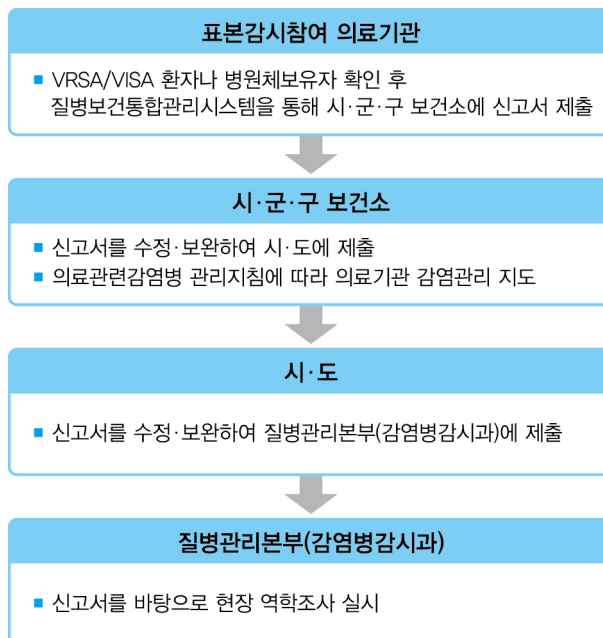 표본감시참여 의료기관
■ VRSA/VISA 환자나 병원체보유자 확인 후
질병보건통합관리시스템을 통해 시·군·구 보건소에 신고서 제출
시·군·구 보건소
■ 신고서를 수정·보완하여 시·도에 제출
■ 의료관련감염병 관리지침에 따라 의료기관 감염관리 지도
시·도
■ 신고서를 수정·보완하여 질병관리본부(감염병감시과)에 제출
질병관리본부(감염병감시과)
■ 신고서를 바탕으로 현장 역학조사 실시